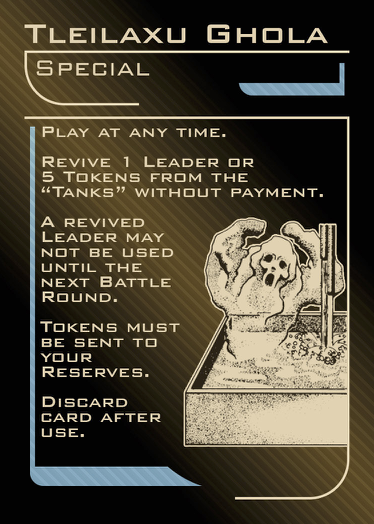 Tleilaxu Ghola
Special
Play at any time.
Revive 1 Leader or
5 Tokens from the
“Tanks” without payment.
A revived
Leader may
not be used
until the
next Battle
Round.
Tokens must
be sent to
your
Reserves.
Discard
card after
use.